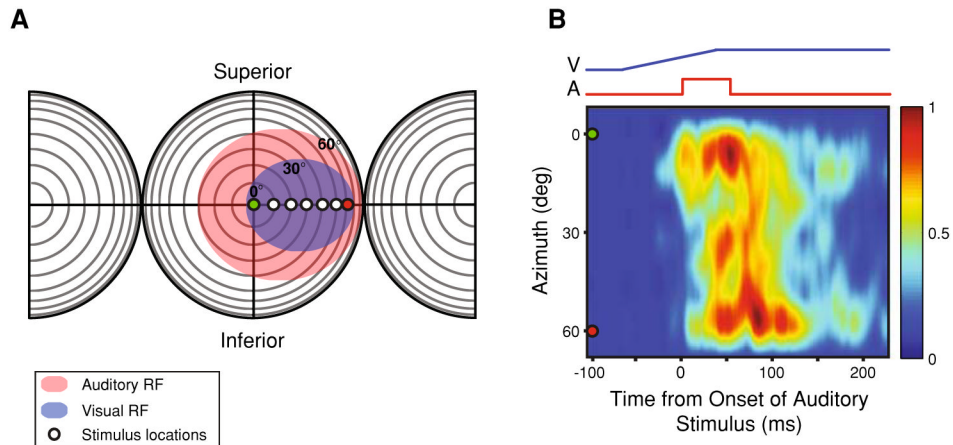 A
Superior
60°
30°
0°
Inferior
Auditory RF
Visual RF
Stimulus locations
B
V
A
0
30
60
Azimuth (deg)
-100
0
100
200
Time from Onset of Auditory
Stimulus (ms)
1
0.5
0